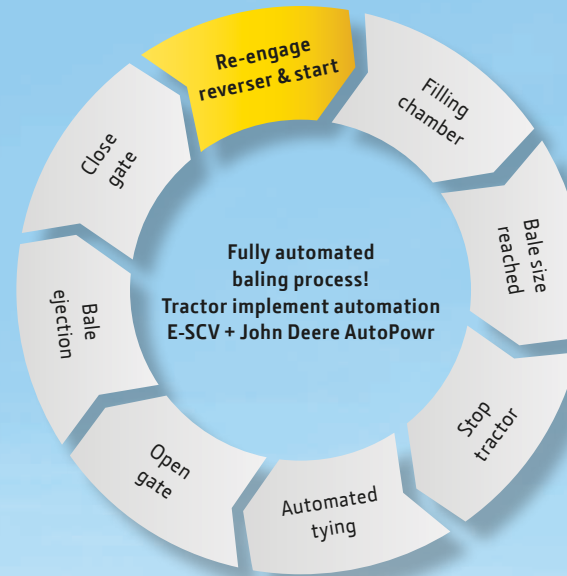 Re-engage
reverser & start
Filling
chamber
Bale size
reached
Stop
tractor
Automated
tying
Open
gate
Bale
ejection
Close
gate
Fully automated
baling process!
Tractor implement automation
E-SCV + John Deere AutoPowr